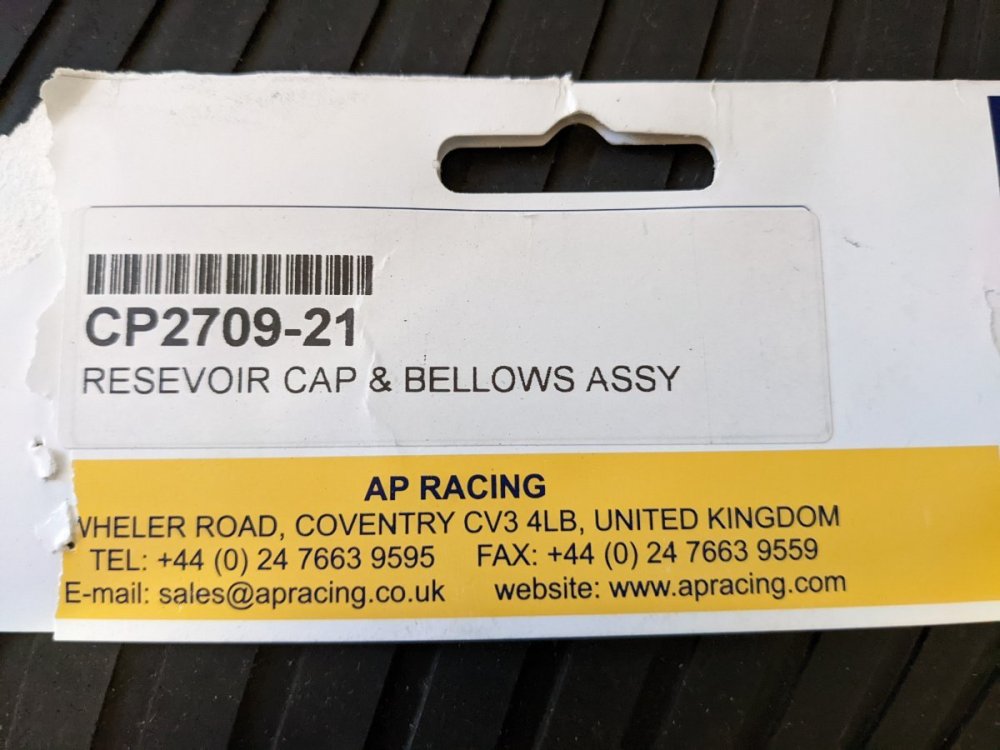 CP2709-21
RESEVOIR CAP & BELLOWS ASSY
AP RACING
WHELER ROAD, COVENTRY CV3 4LB, UNITED KINGDOM
TEL: +44 (0) 24 7663 9595 FAX: +44 (0) 24 7663 9559
E-mail: sales@apracing.co.uk website: www.apracing.com